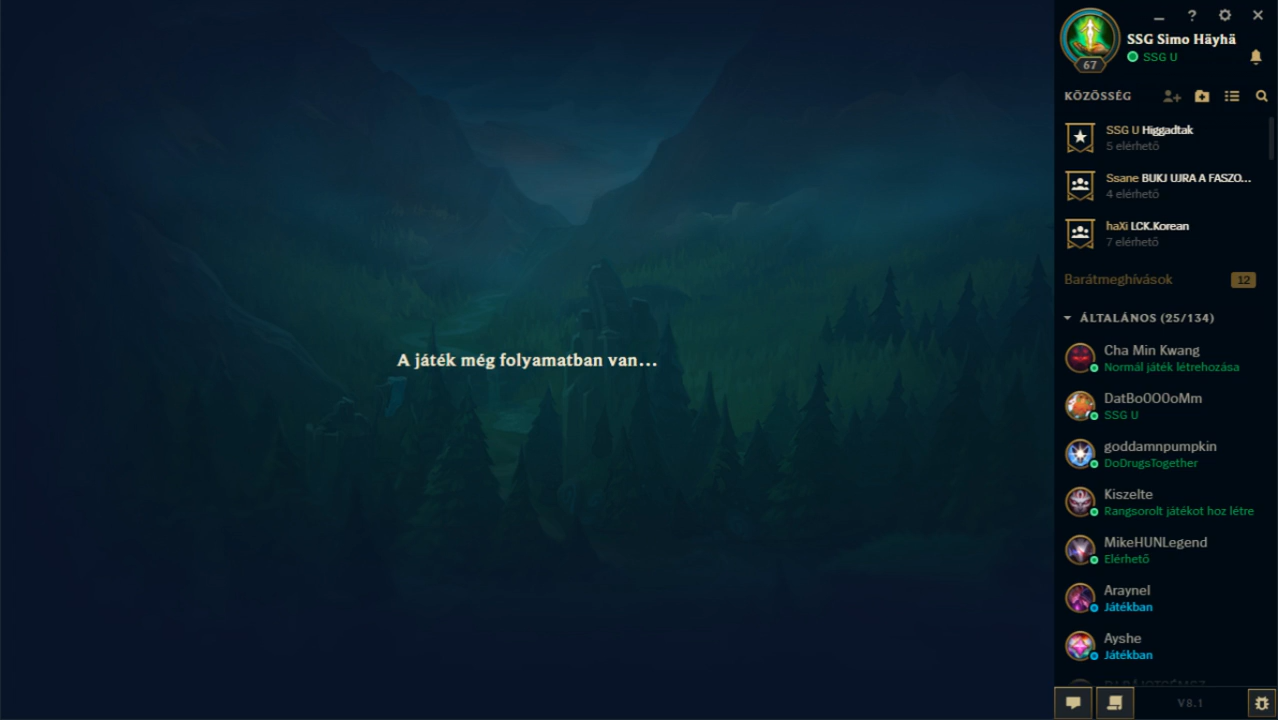 SSG Simo Häyhä
SSG U
67
KÖZÖSSÉG
SSG U Higgadtak
5 elérhető
Ssane BUKJ UJRA A FASZO...
4 elérhető
haXi LCK.Korean
7 elérhető
Barátmeghívások 12
ÁLTALÁNOS (25/134)
A játék még folyamatban van...
Cha Min Kwang
Normál játék létrehozása
DatBoOOOoMm
SSG U
goddamnpumpkin
DoDrugsTogether
Kiszelte
Rangsorolt játékot hoz létre
MikeHUNLegend
Elérhető
Araynel
Játékban
Ayshe
Játékban
V8.1